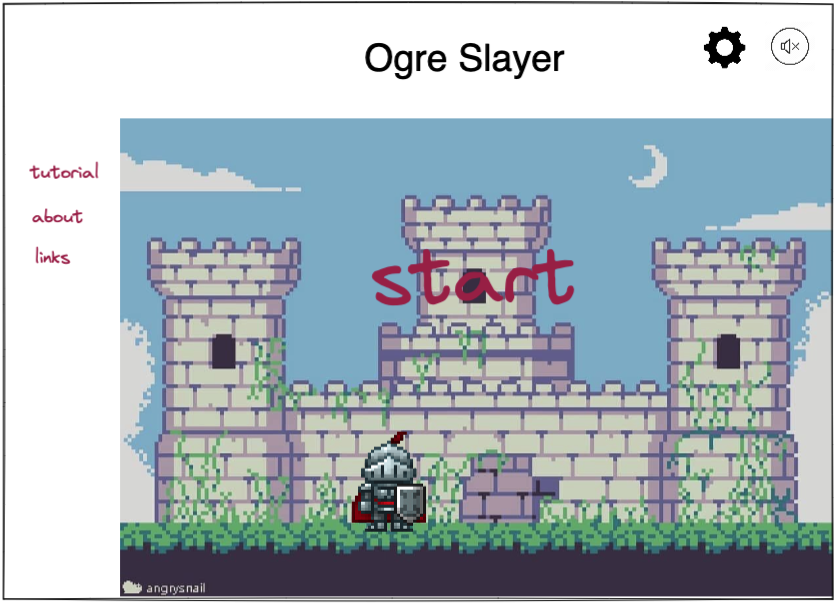 Ogre Slayer
tutorial
about
links
start
angrysnail